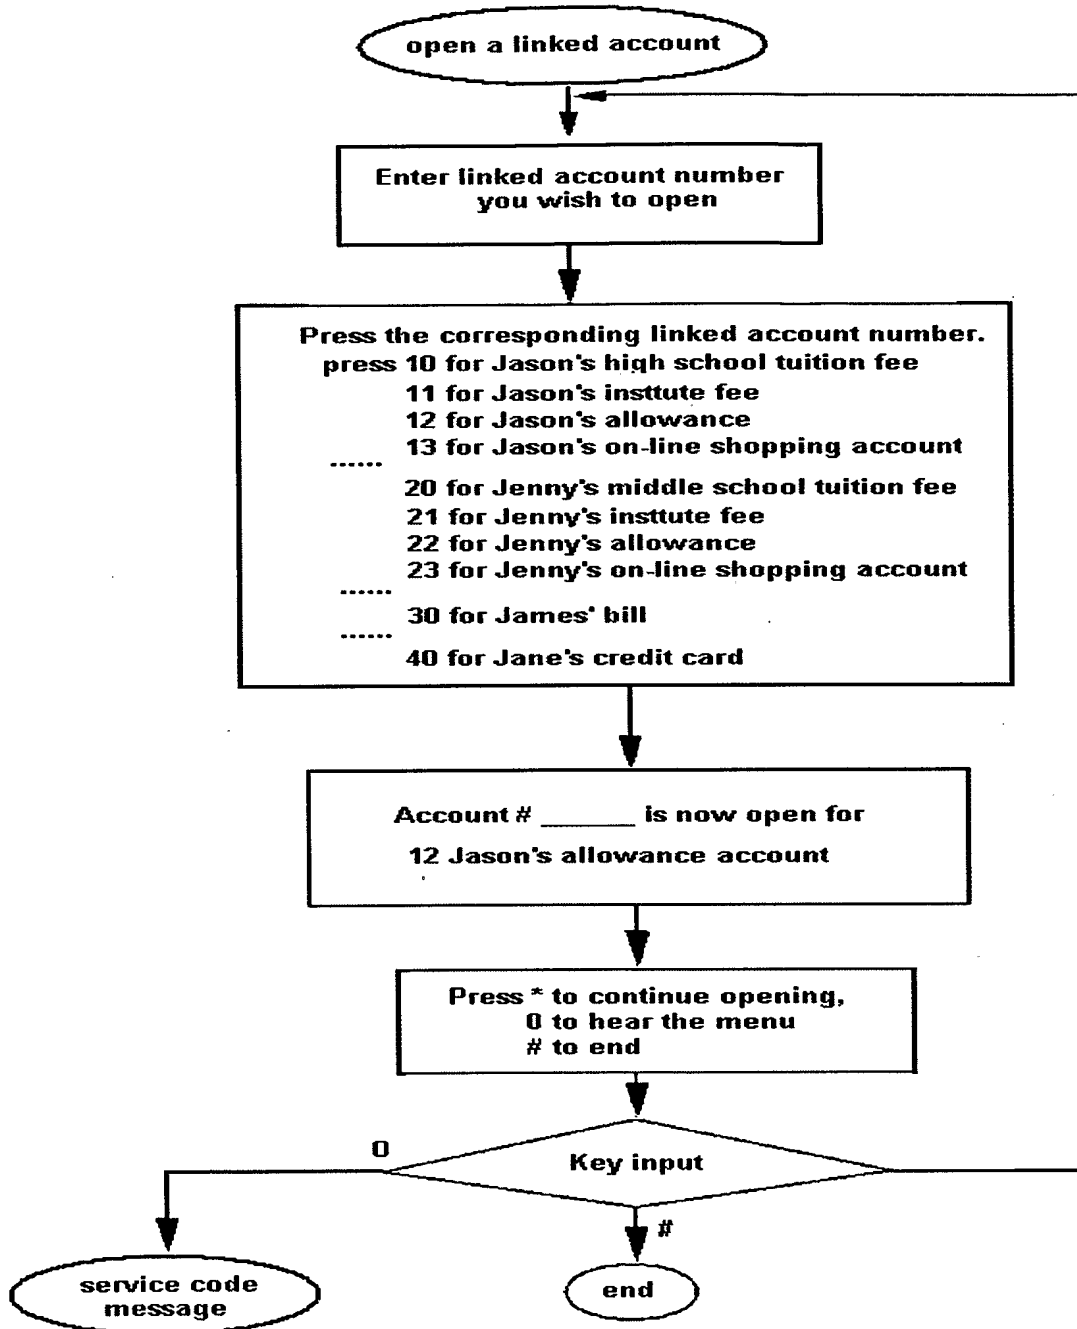 open a linked account
Enter linked account number
you wish to open
Press the corresponding linked account number.
press 10 for Jason's high school tuition fee
11 for Jason's insttute fee
12 for Jason's allowance
13 for Jason's on-line shopping account
......
20 for Jenny's middle school tuition fee
21 for Jenny's insttute fee
22 for Jenny's allowance
23 for Jenny's on-line shopping account
......
30 for James' bill
......
40 for Jane's credit card
Account # ______ is now open for
12 Jason's allowance account
Press * to continue opening,
0 to hear the menu
# to end
0
Key input
#
service code
message
end